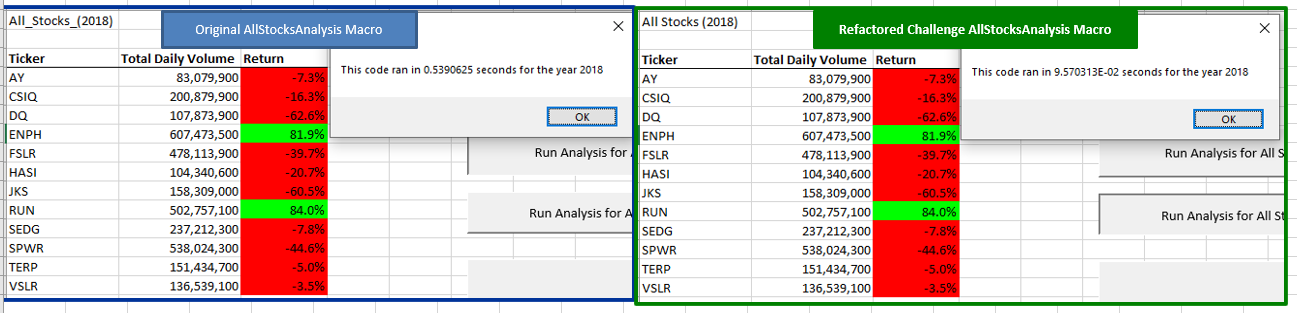 All_Stocks_(2018)
Original AllStocksAnalysis Macro
Ticker Total Daily Volume Return
AY 83,079,900 -7.3%
CSIQ 200,879,900 -16.3%
DQ 107,873,900 -62.6%
ENPH 607,473,500 81.9%
FSLR 478,113,900 -39.7%
HASI 104,340,600 -20.7%
JKS 158,309,000 -60.5%
RUN 502,757,100 84.0%
SEDG 237,212,300 -7.8%
SPWR 538,024,300 -44.6%
TERP 151,434,700 -5.0%
VSLR 136,539,100 -3.5%
This code ran in 0.5390625 seconds for the year 2018
OK
Run Analysis for
Run Analysis for A
All Stocks (2018)
Refactored Challenge AllStocksAnalysis Macro
Ticker Total Daily Volume Return
AY 83,079,900 -7.3%
CSIQ 200,879,900 -16.3%
DQ 107,873,900 -62.6%
ENPH 607,473,500 81.9%
FSLR 478,113,900 -39.7%
HASI 104,340,600 -20.7%
JKS 158,309,000 -60.5%
RUN 502,757,100 84.0%
SEDG 237,212,300 -7.8%
SPWR 538,024,300 -44.6%
TERP 151,434,700 -5.0%
VSLR 136,539,100 -3.5%
This code ran in 9.570313E-02 seconds for the year 2018
OK
Run Analysis for All S
Run Analysis for All St